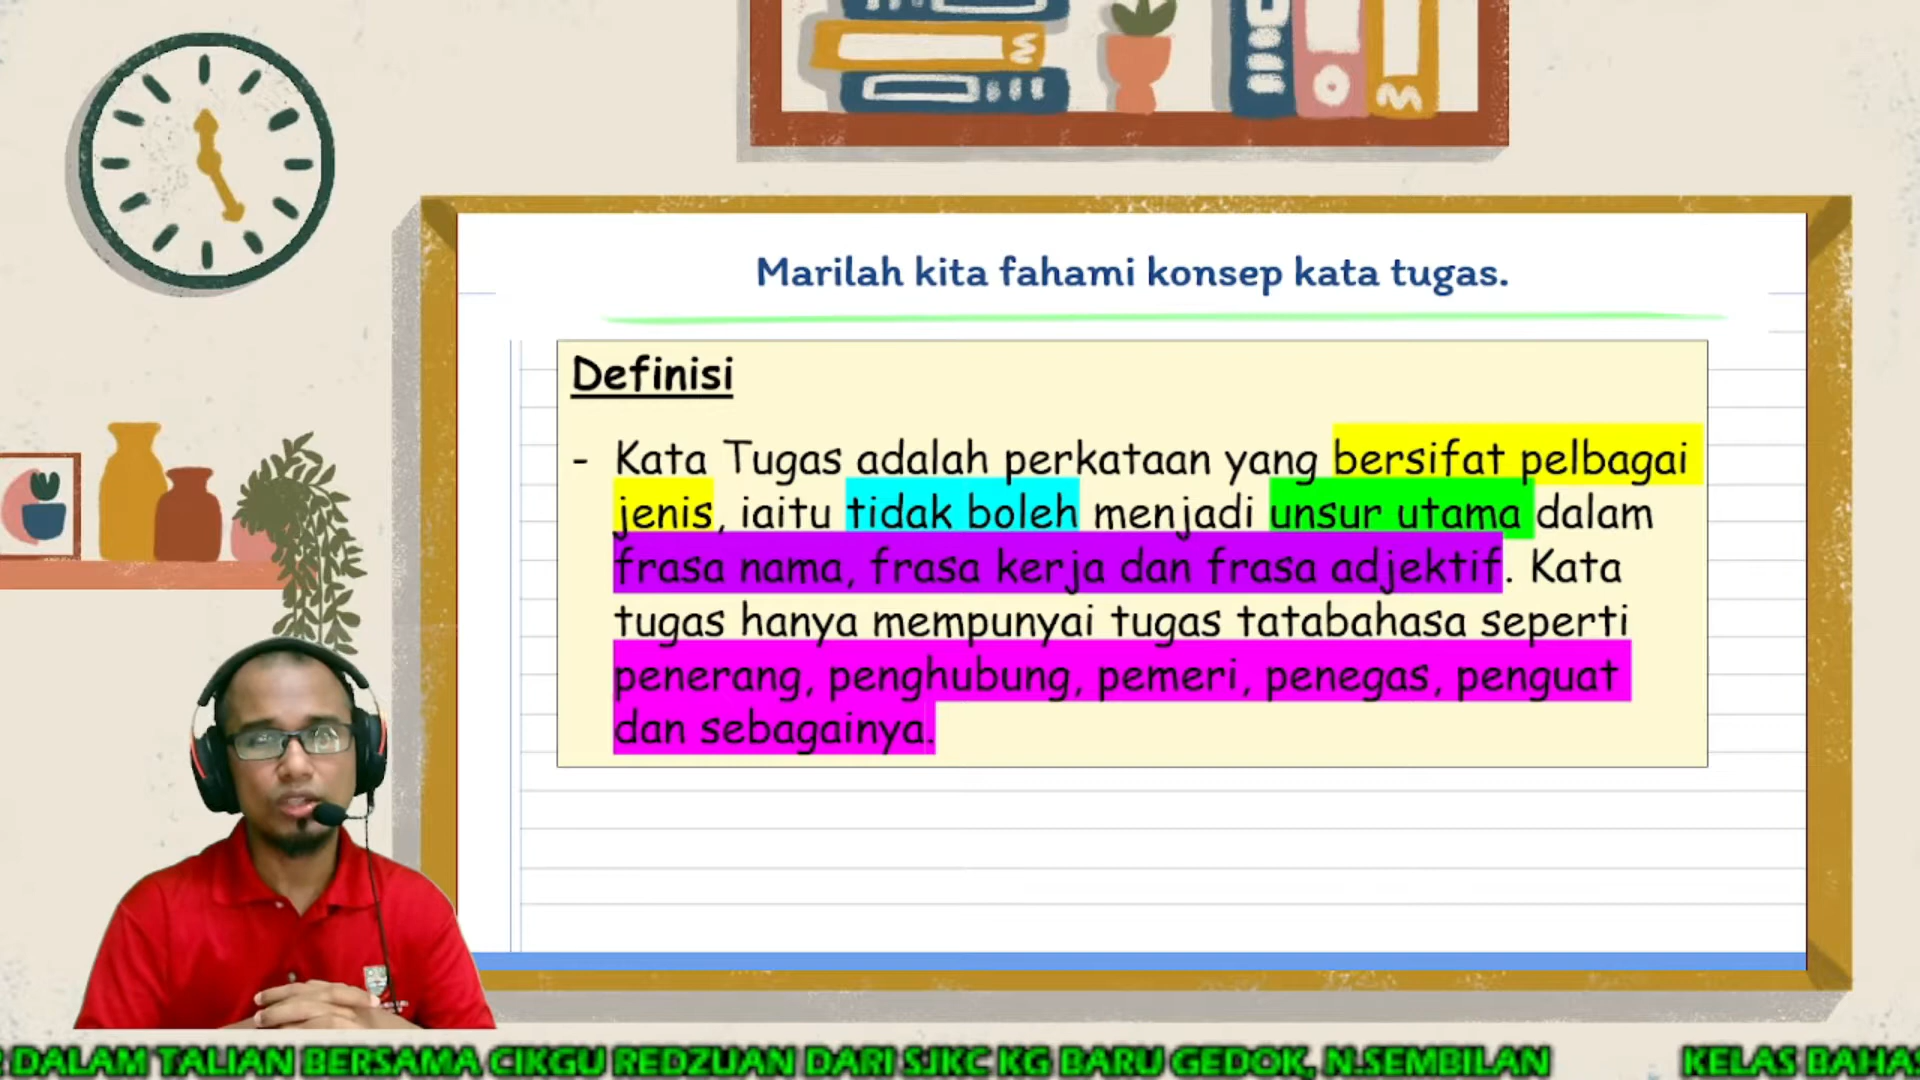 Marilah kita fahami konsep kata tugas.
Definisi
- Kata Tugas adalah perkataan yang bersifat pelbagai
jenis, iaitu tidak boleh menjadi unsur utama dalam
frasa nama, frasa kerja dan frasa adjektif. Kata
tugas hanya mempunyai tugas tatabahasa seperti
penerang, penghubung, pemeri, penegas, penguat
dan sebagainya.
DALAM TALIAN BERSAMA CIKGU REDZUAN DARI SJKC KG BARU GEDOK, N.SEMBILAN KELAS BAHAS